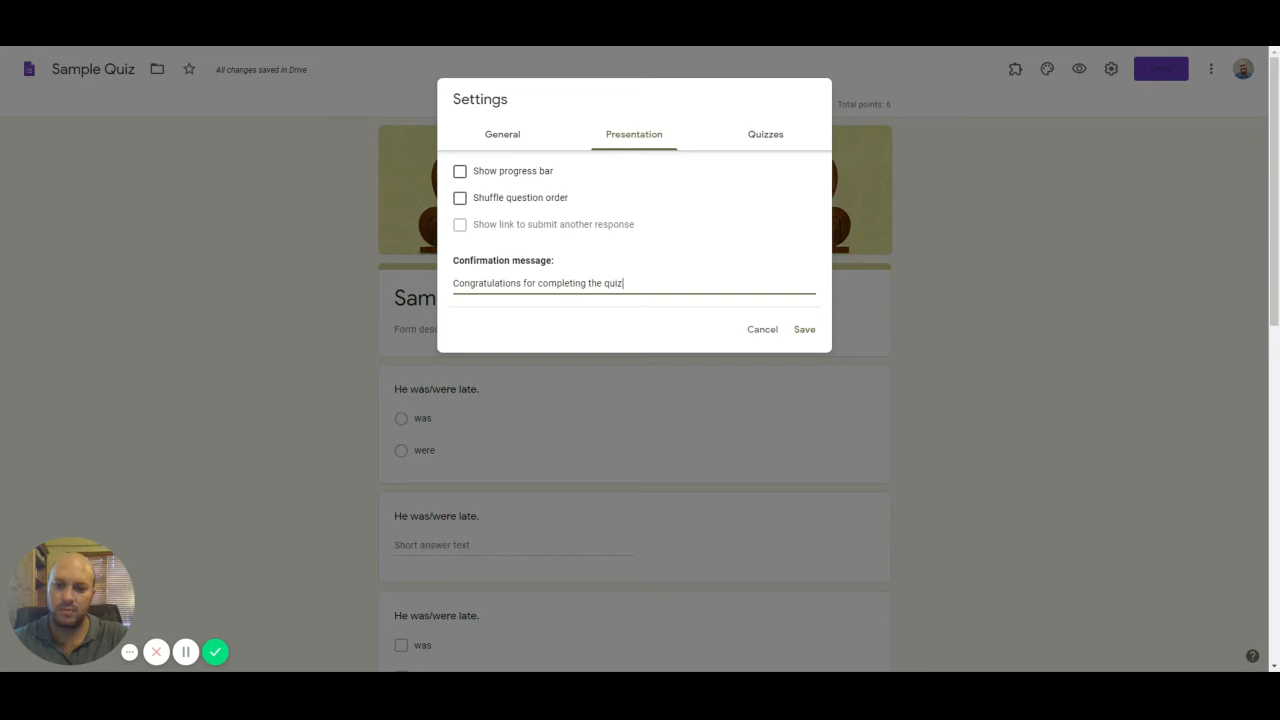 Sample Quiz
All changes saved in Drive
Send
Total points: 6
Settings
General
Presentation
Quizzes
Show progress bar
Shuffle question order
Show link to submit another response
Confirmation message:
Congratulations for completing the quiz
Cancel
Save
Sam
Form desc
He was/were late.
was
were
He was/were late.
Short answer text
He was/were late.
was